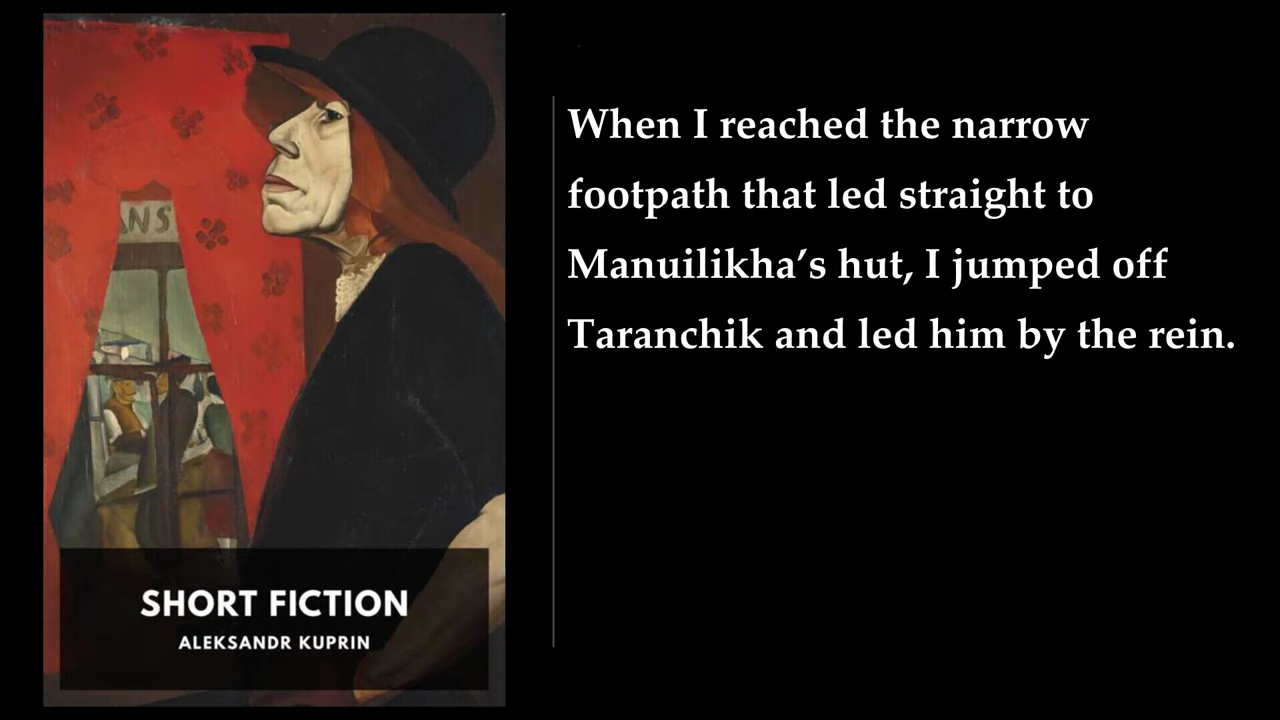 NS
SHORT FICTION
ALEKSANDR KUPRIN
When I reached the narrow
footpath that led straight to
Manuilikha’s hut, I jumped off
Taranchik and led him by the rein.